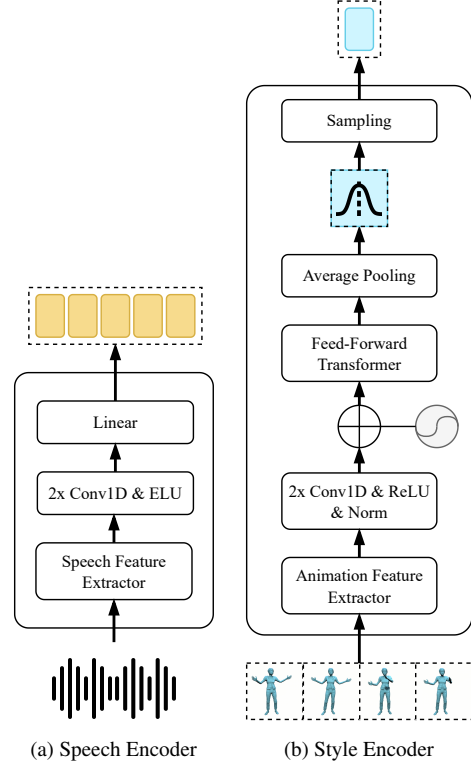 Sampling
Average Pooling
Feed-Forward
Transformer
2x Conv1D & ReLU
& Norm
Animation Feature
Extractor
Linear
2x Conv1D & ELU
Speech Feature
Extractor
(a) Speech Encoder
(b) Style Encoder